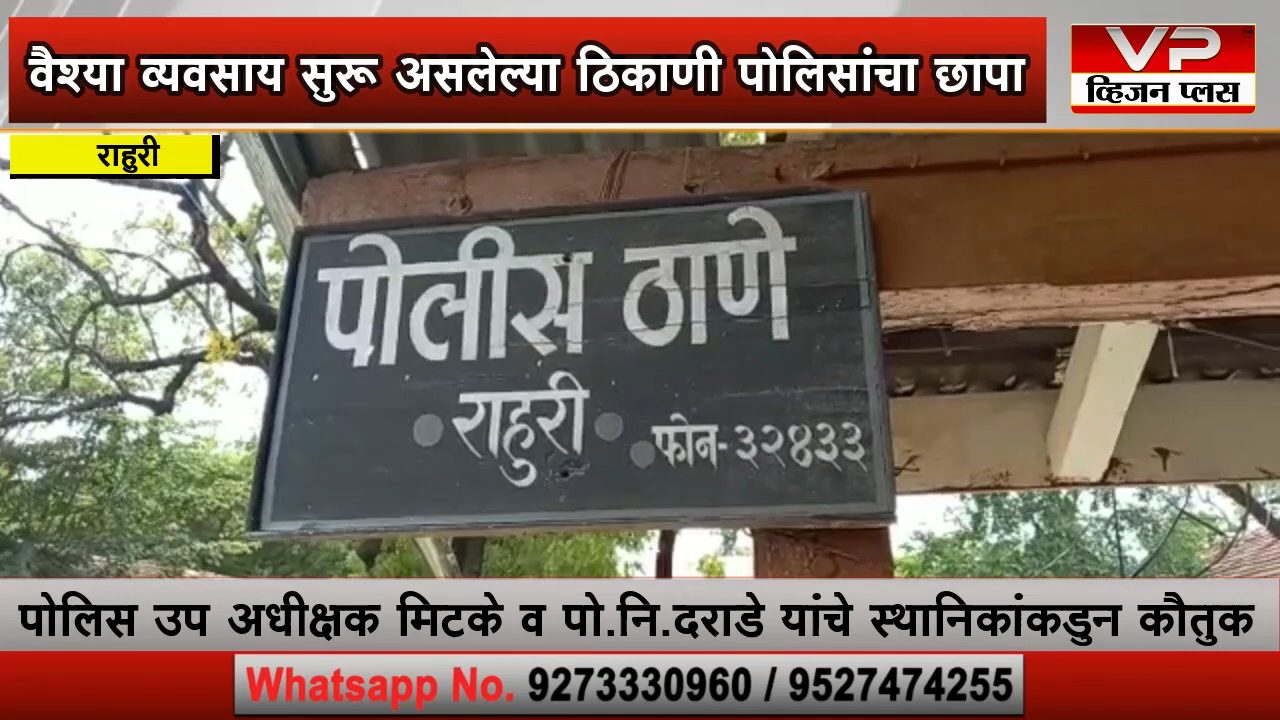 वैश्या व्यवसाय सुरू असलेल्या ठिकाणी पोलिसांचा छापा
VP
व्हिजन प्लस
राहुरी
पोलीस ठाणे
राहुरी
फोन-३२४३३
पोलिस उप अधीक्षक मिटके व पो.नि.दराडे यांचे स्थानिकांकडुन कौतुक
Whatsapp No. 9273330960 / 9527474255